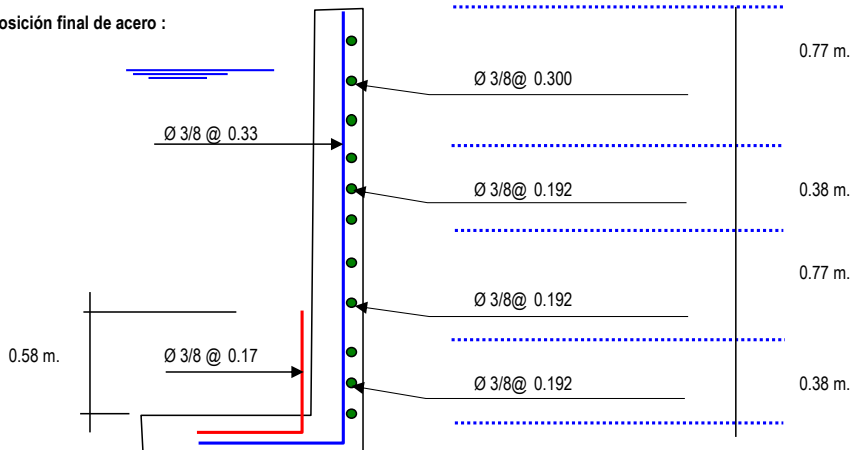 osición final de acero :
0.77 m.
Ø 3/8@ 0.300
Ø 3/8 @ 0.33
Ø 3/8@ 0.192
0.38 m.
0.77 m.
Ø 3/8@ 0.192
0.58 m.
Ø 3/8 @ 0.17
Ø 3/8@ 0.192
0.38 m.